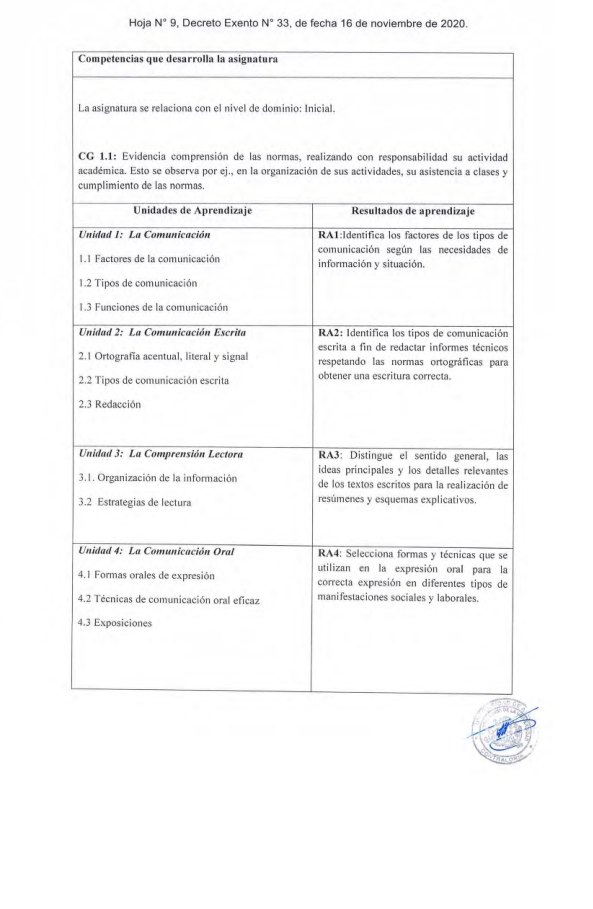 Hoja N° 9, Decreto Exento N° 33, de fecha 16 de noviembre de 2020.
Competencias que desarrolla la asignatura
La asignatura se relaciona con el nivel de dominio: Inicial.
CG 1.1: Evidencia comprensión de las normas, realizando con responsabilidad su actividad
académica. Esto se observa por ej., en la organización de sus actividades, su asistencia a clases y
cumplimiento de las normas.
Unidades de Aprendizaje
Resultados de aprendizaje
Unidad 1: La Comunicación
1.1 Factores de la comunicación
1.2 Tipos de comunicación
1.3 Funciones de la comunicación
RA1:Identifica los factores de los tipos de
comunicación según las necesidades de
información y situación.
Unidad 2: La Comunicación Escrita
2.1 Ortografía acentual, literal y signal
2.2 Tipos de comunicación escrita
2.3 Redacción
RA2: Identifica los tipos de comunicación
escrita a fin de redactar informes técnicos
respetando las normas ortográficas para
obtener una escritura correcta.
Unidad 3: La Comprensión Lectora
3.1. Organización de la información
3.2 Estrategias de lectura
RA3: Distingue el sentido general, las
ideas principales y los detalles relevantes
de los textos escritos para la realización de
resúmenes y esquemas explicativos.
Unidad 4: La Comunicación Oral
4.1 Formas orales de expresión
4.2 Técnicas de comunicación oral eficaz
4.3 Exposiciones
RA4: Selecciona formas y técnicas que se
utilizan en la expresión oral para la
correcta expresión en diferentes tipos de
manifestaciones sociales y laborales.
CONTRALORIA